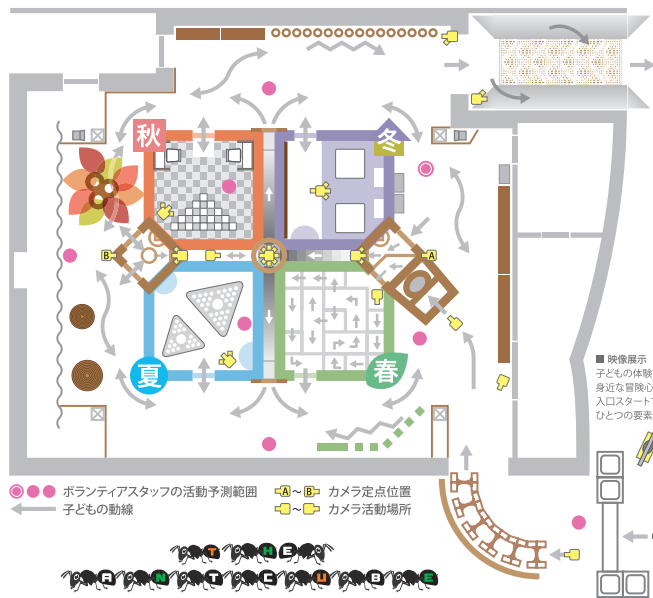 秋
冬
B
A
夏
春
■ 映像展示
子どもの体験
身近な冒険心
入口スタート
ひとつの要素
ボランティアスタッフの活動予測範囲
A～B カメラ定点位置
子どもの動線
～ カメラ活動場所
THE
ANTCUBE